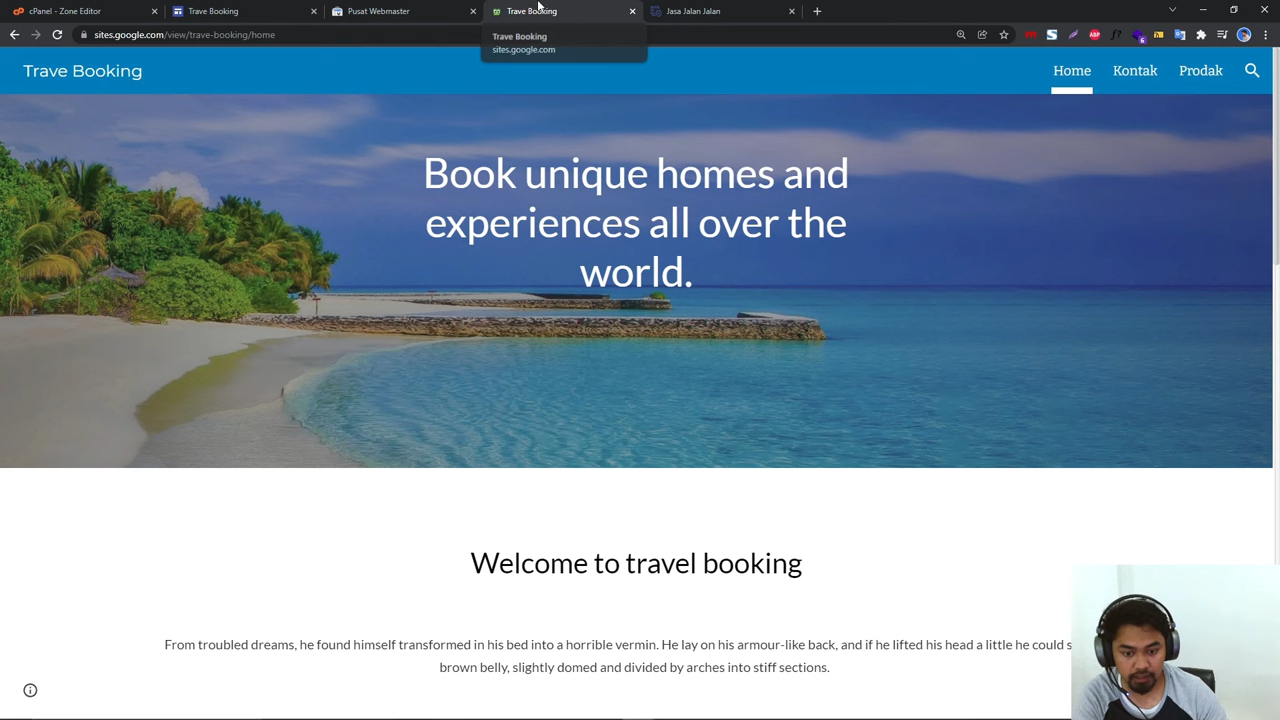 cPanel - Zone Editor
Trave Booking
Pusat Webmaster
Trave Booking
Jasa Jalan Jalan
sites.google.com/view/trave-booking/home
ABP
f?
6
Trave Booking
sites.google.com
Trave Booking
Home
Kontak
Prodak
Book unique homes and
experiences all over the
world.
Welcome to travel booking
From troubled dreams, he found himself transformed in his bed into a horrible vermin. He lay on his armour-like back, and if he lifted his head a little he could
brown belly, slightly domed and divided by arches into stiff sections.